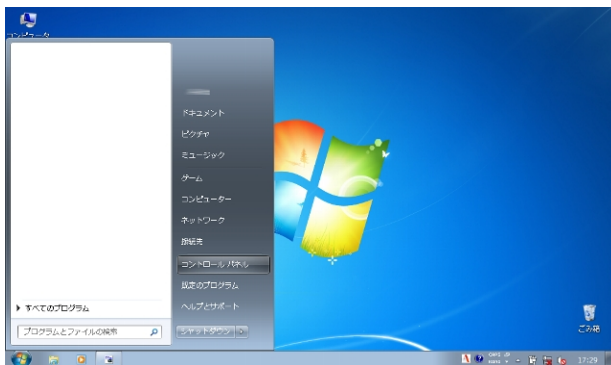 コンピュータ
ドキュメント
ピクチャ
ミュージック
ゲーム
コンピューター
ネットワーク
接続先
コントロール パネル
既定のプログラム
ヘルプとサポート
すべてのプログラム
プログラムとファイルの検索
シャットダウン
ごみ箱
A
CAPS
KANA
17:29